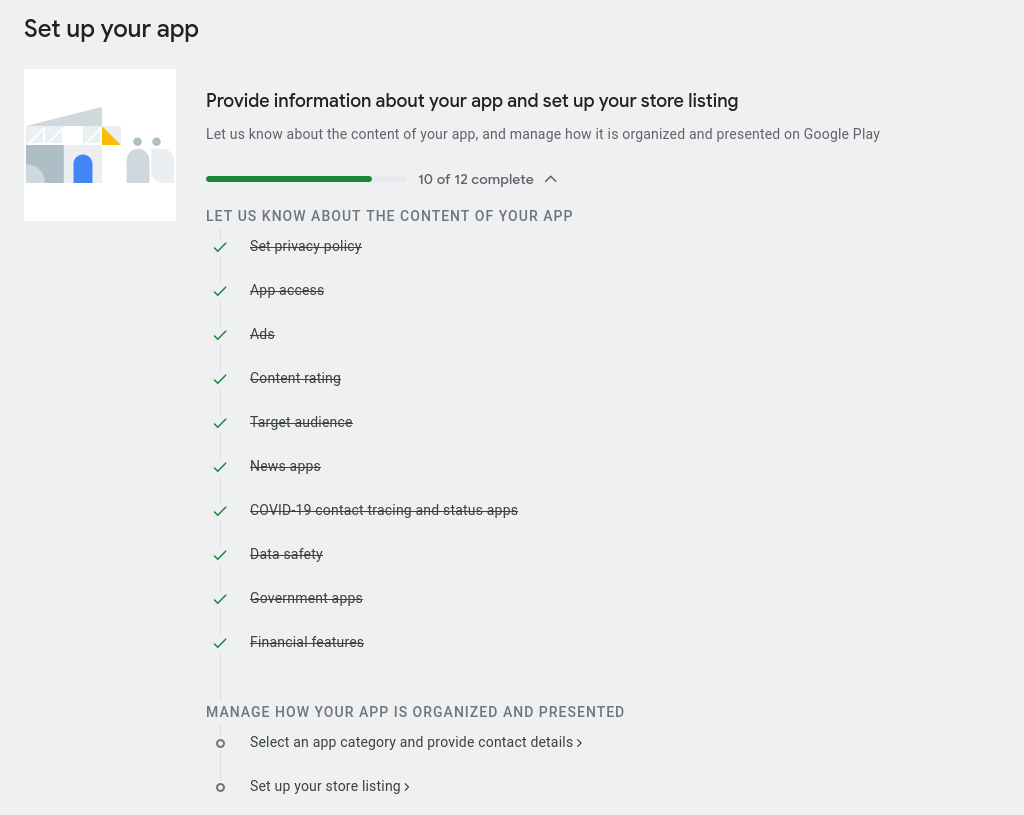 Set up your app
Provide information about your app and set up your store listing
Let us know about the content of your app, and manage how it is organized and presented on Google Play
10 of 12 complete
LET US KNOW ABOUT THE CONTENT OF YOUR APP
Set privacy policy
App access
Ads
Content rating
Target audience
News apps
COVID-19 contact tracing and status apps
Data safety
Government apps
Financial features
MANAGE HOW YOUR APP IS ORGANIZED AND PRESENTED
Select an app category and provide contact details
Set up your store listing